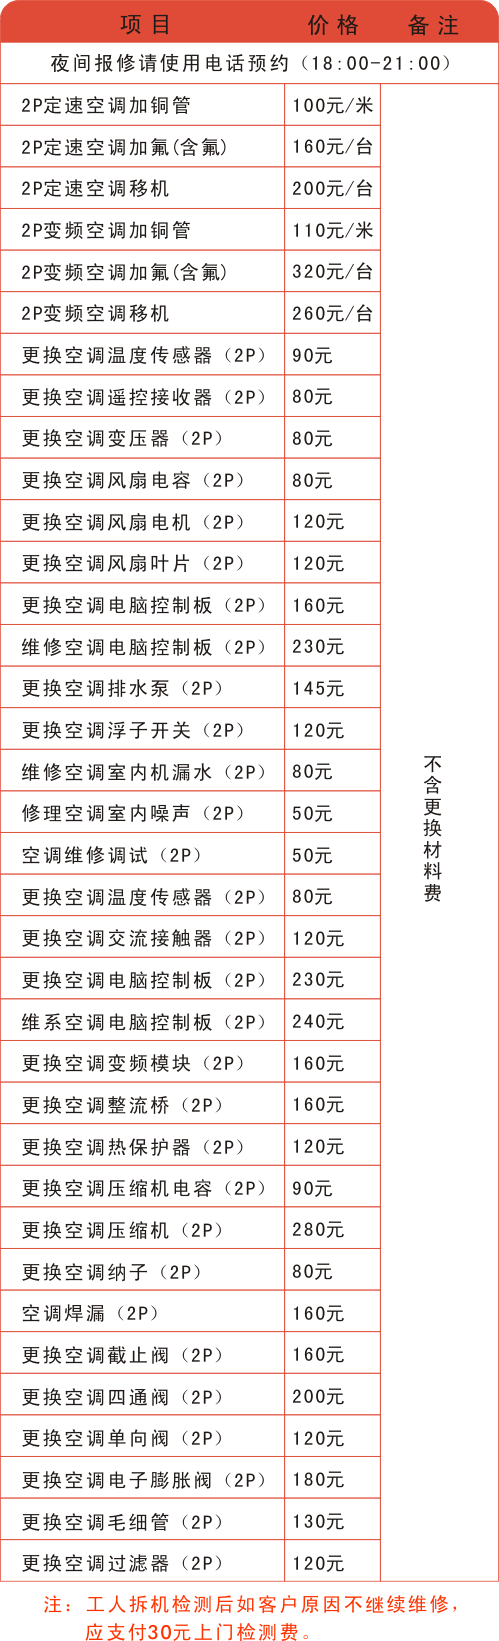 项目 价格 备注
夜间报修请使用电话预约（18:00-21:00）
2P定速空调加铜管 100元/米
2P定速空调加氟(含氟) 160元/台
2P定速空调移机 200元/台
2P变频空调加铜管 110元/米
2P变频空调加氟(含氟) 320元/台
2P变频空调移机 260元/台
更换空调温度传感器（2P） 90元
更换空调遥控接收器（2P） 80元
更换空调变压器（2P） 80元
更换空调风扇电容（2P） 80元
更换空调风扇电机（2P） 120元
更换空调风扇叶片（2P） 120元
更换空调电脑控制板（2P） 160元
维修空调电脑控制板（2P） 230元
更换空调排水泵（2P） 145元
更换空调浮子开关（2P） 120元
维修空调室内机漏水（2P） 80元
修理空调室内噪声（2P） 50元
空调维修调试（2P） 50元
更换空调温度传感器（2P） 80元
更换空调交流接触器（2P） 120元
更换空调电脑控制板（2P） 230元
维系空调电脑控制板（2P） 240元
更换空调变频模块（2P） 160元
更换空调整流桥（2P） 160元
更换空调热保护器（2P） 120元
更换空调压缩机电容（2P） 90元
更换空调压缩机（2P） 280元
更换空调纳子（2P） 80元
空调焊漏（2P） 160元
更换空调截止阀（2P） 160元
更换空调四通阀（2P） 200元
更换空调单向阀（2P） 120元
更换空调电子膨胀阀（2P） 180元
更换空调毛细管（2P） 130元
更换空调过滤器（2P） 120元
不含更换材料费
注：工人拆机检测后如客户原因不继续维修，
应支付30元上门检测费。